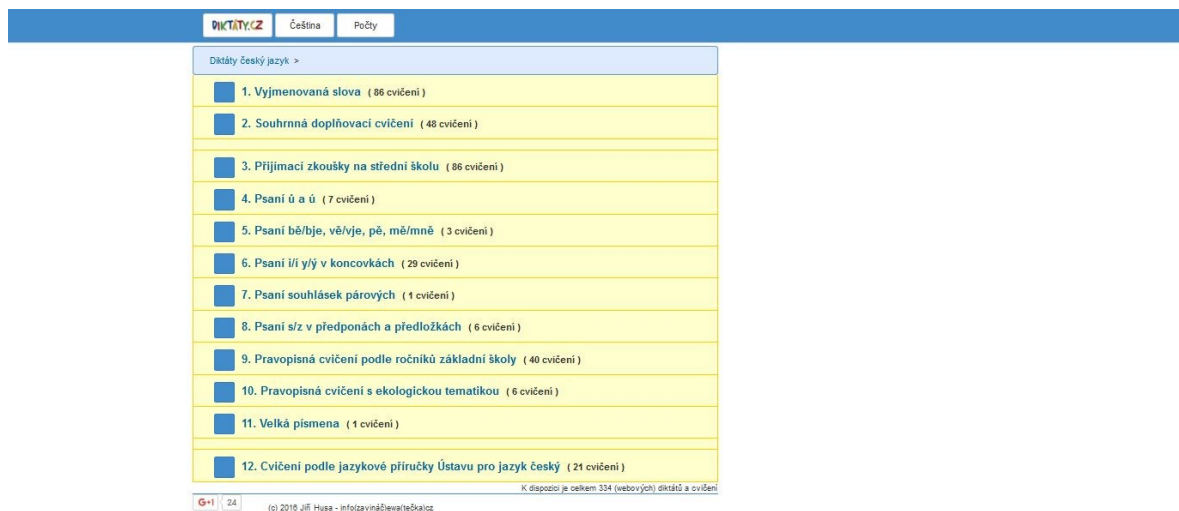 DIKTÁTY.CZ Čeština Počty
Diktáty český jazyk >
1. Vyjmenovaná slova ( 86 cvičení )
2. Souhrnná doplňovací cvičení ( 48 cvičení )
3. Přijímací zkoušky na střední školu ( 86 cvičení )
4. Psaní ů a ú ( 7 cvičení )
5. Psaní bě/bje, vě/vje, pě, mě/mně ( 3 cvičení )
6. Psaní i/í y/ý v koncovkách ( 29 cvičení )
7. Psaní souhlásek párových ( 1 cvičení )
8. Psaní s/z v předponách a předložkách ( 6 cvičení )
9. Pravopisná cvičení podle ročníků základní školy ( 40 cvičení )
10. Pravopisná cvičení s ekologickou tematikou ( 6 cvičení )
11. Velká písmena ( 1 cvičení )
12. Cvičení podle jazykové příručky Ústavu pro jazyk český ( 21 cvičení )
K dispozici je celkem 334 (webových) diktátů a cvičení
G+1 24
(c) 2016 Jiří Husa - info(zavináč)ewa(tečka)cz